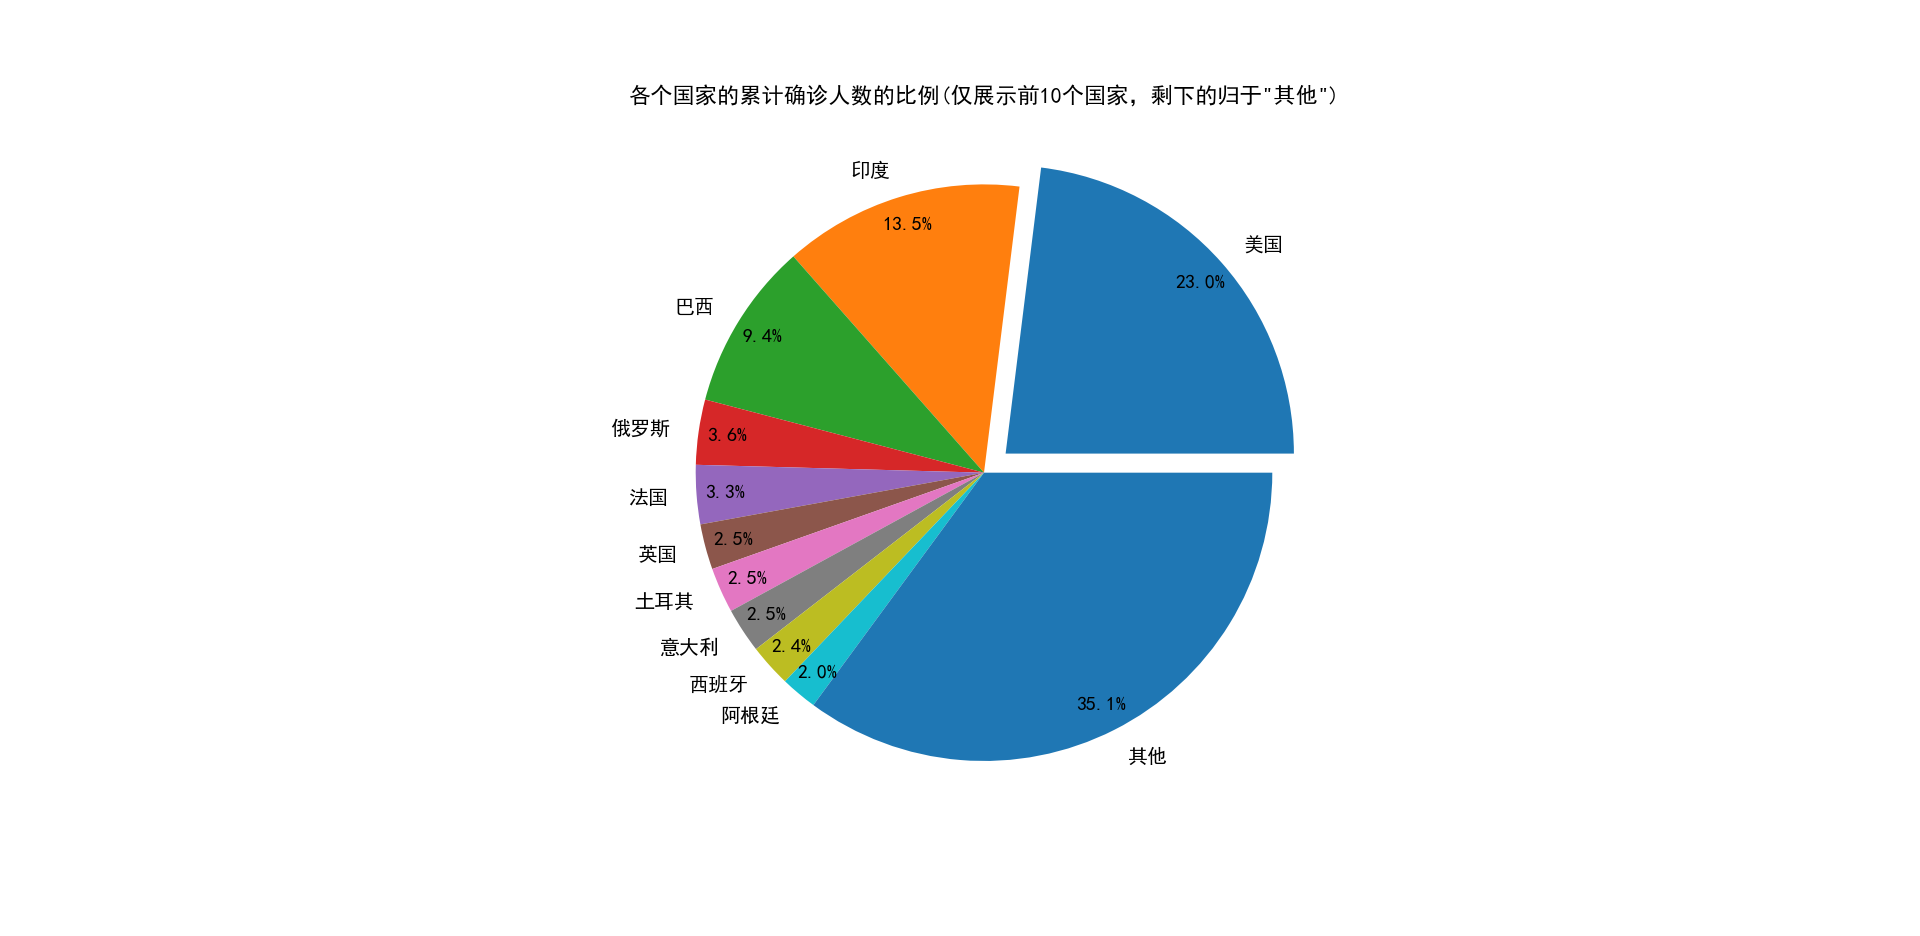 各个国家的累计确诊人数的比例(仅展示前10个国家，剩下的归于"其他")
印度
13.5%
美国
23.0%
巴西
9.4%
俄罗斯
3.6%
法国
3.3%
英国
2.5%
土耳其
2.5%
意大利
2.5%
西班牙
2.4%
阿根廷
2.0%
35.1%
其他